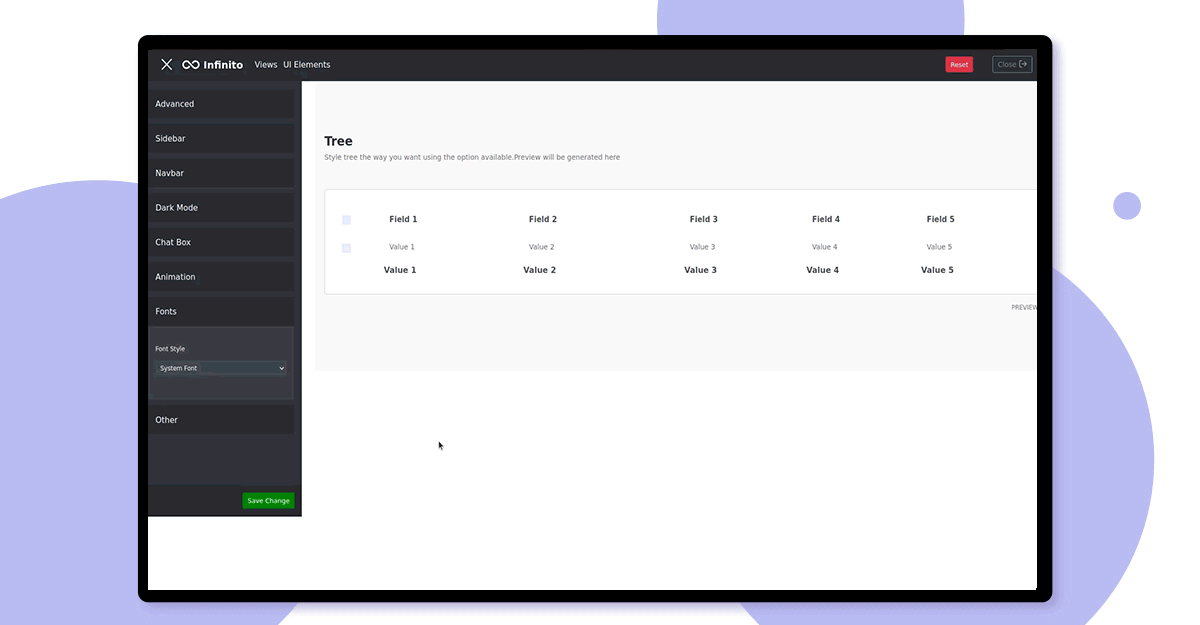 Infinito Views UI Elements Reset Close
Advanced
Sidebar
Navbar
Dark Mode
Chat Box
Animation
Fonts
Font Style
System Font
Other
Save Change
Tree
Style tree the way you want using the option available.Preview will be generated here
Field 1 Field 2 Field 3 Field 4 Field 5
Value 1 Value 2 Value 3 Value 4 Value 5
Value 1 Value 2 Value 3 Value 4 Value 5
PREVIEW